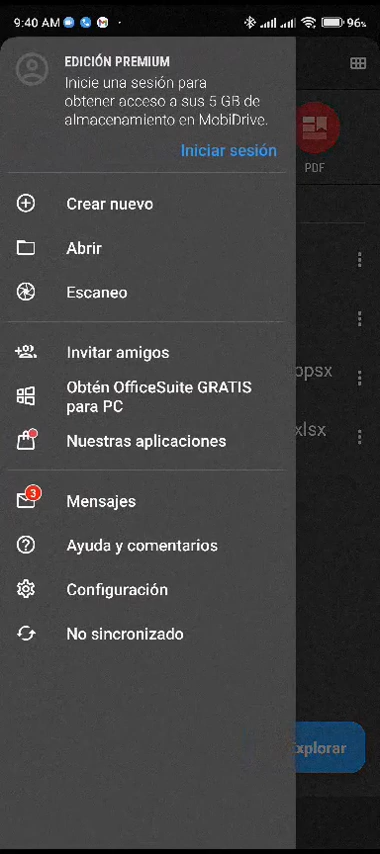 9:40 AM
96%
EDICIÓN PREMIUM
Inicie una sesión para
obtener acceso a sus 5 GB de
almacenamiento en MobiDrive.
Iniciar sesión
PDF
Crear nuevo
Abrir
Escaneo
Invitar amigos
Obtén OfficeSuite GRATIS
para PC
ppsx
Nuestras aplicaciones
xlsx
3
Mensajes
Ayuda y comentarios
Configuración
No sincronizado
Explorar